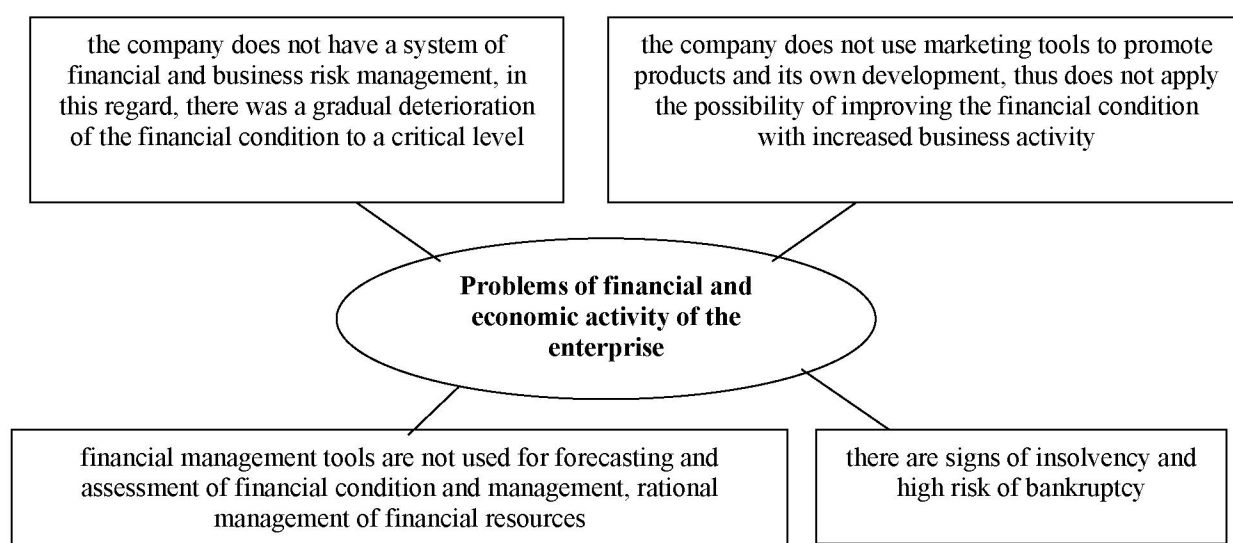 the company does not have a system of
financial and business risk management, in
this regard, there was a gradual deterioration
of the financial condition to a critical level
the company does not use marketing tools to promote
products and its own development, thus does not apply
the possibility of improving the financial condition
with increased business activity
Problems of financial and
economic activity of the
enterprise
financial management tools are not used for forecasting and
assessment of financial condition and management, rational
management of financial resources
there are signs of insolvency and
high risk of bankruptcy